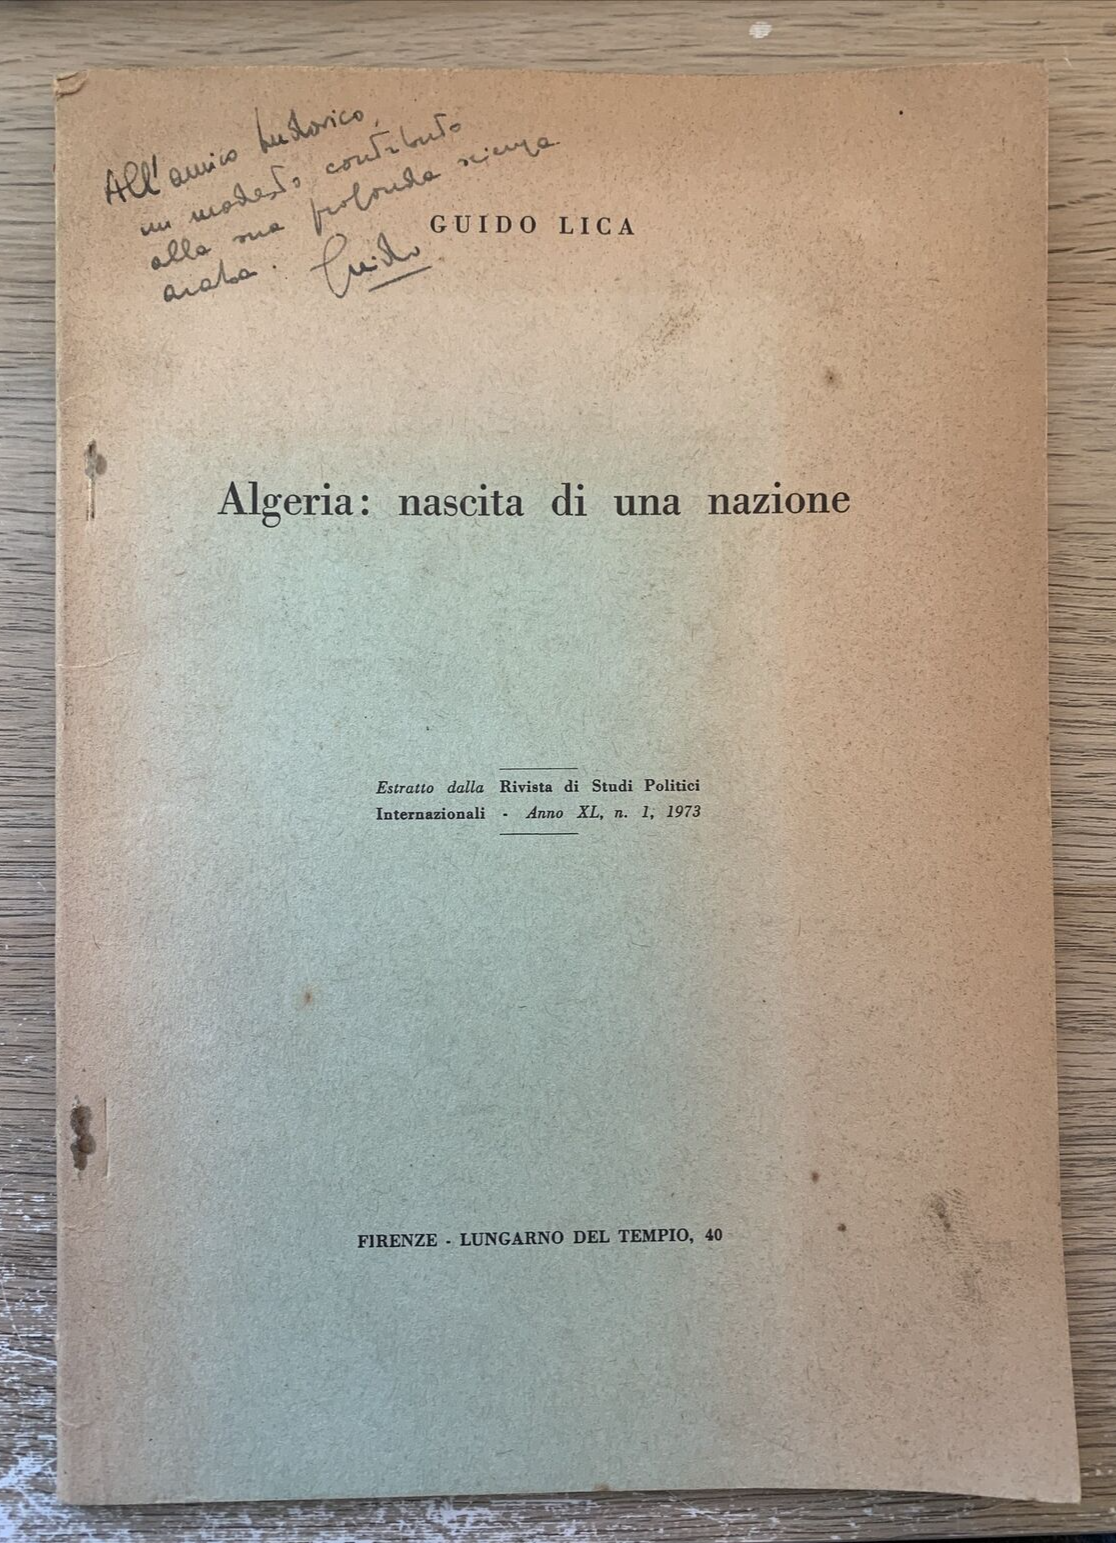 All'amico Ludovico,
un modesto contributo
alla sua profonda scienza
araba. Guido
GUIDO LICA
Algeria: nascita di una nazione
Estratto dalla Rivista di Studi Politici
Internazionali - Anno XL, n. 1, 1973
FIRENZE - LUNGARNO DEL TEMPIO, 40